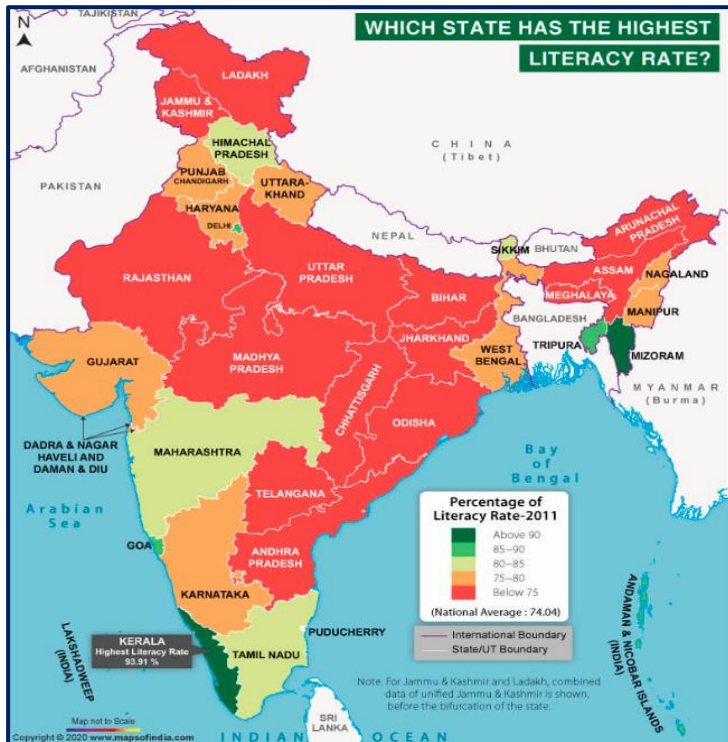 WHICH STATE HAS THE HIGHEST
LITERACY RATE?
N
TAJIKISTAN
AFGHANISTAN
LADAKH
JAMMU &
KASHMIR
HIMACHAL
PRADESH
CHINA
(Tibet)
PUNJAB
CHANDIGARH
UTTARA-
KHAND
PAKISTAN
HARYANA
DELHI
NEPAL
SIKKIM
BHUTAN
ARUNACHAL
PRADESH
RAJASTHAN
UTTAR
PRADESH
ASSAM
NAGALAND
BIHAR
MEGHALAYA
MANIPUR
BANGLADESH
GUJARAT
MADHYA
PRADESH
JHARKHAND
WEST
BENGAL
TRIPURA
MIZORAM
CHHATTISGARH
MYANMAR
(Burma)
ODISHA
DADRA & NAGAR
HAVELI AND
DAMAN & DIU
MAHARASHTRA
Bay
of
Bengal
Arabian
Sea
TELANGANA
GOA
ANDHRA
PRADESH
KARNATAKA
Percentage of
Literacy Rate-2011
Above 90
85–90
80–85
75–80
Below 75
(National Average : 74.04)
International Boundary
State/UT Boundary
ANDAMAN & NICOBAR ISLANDS
(INDIA)
LAKSHADWEEP
(INDIA)
KERALA
Highest Literacy Rate
93.91 %
PUDUCHERRY
TAMIL NADU
Note: For Jammu & Kashmir and Ladakh, combined
data of unified Jammu & Kashmir is shown,
before the bifurcation of the state.
SRI
LANKA
Map not to Scale
Copyright © 2020 www.mapsofindia.com
INDIAN OCEAN